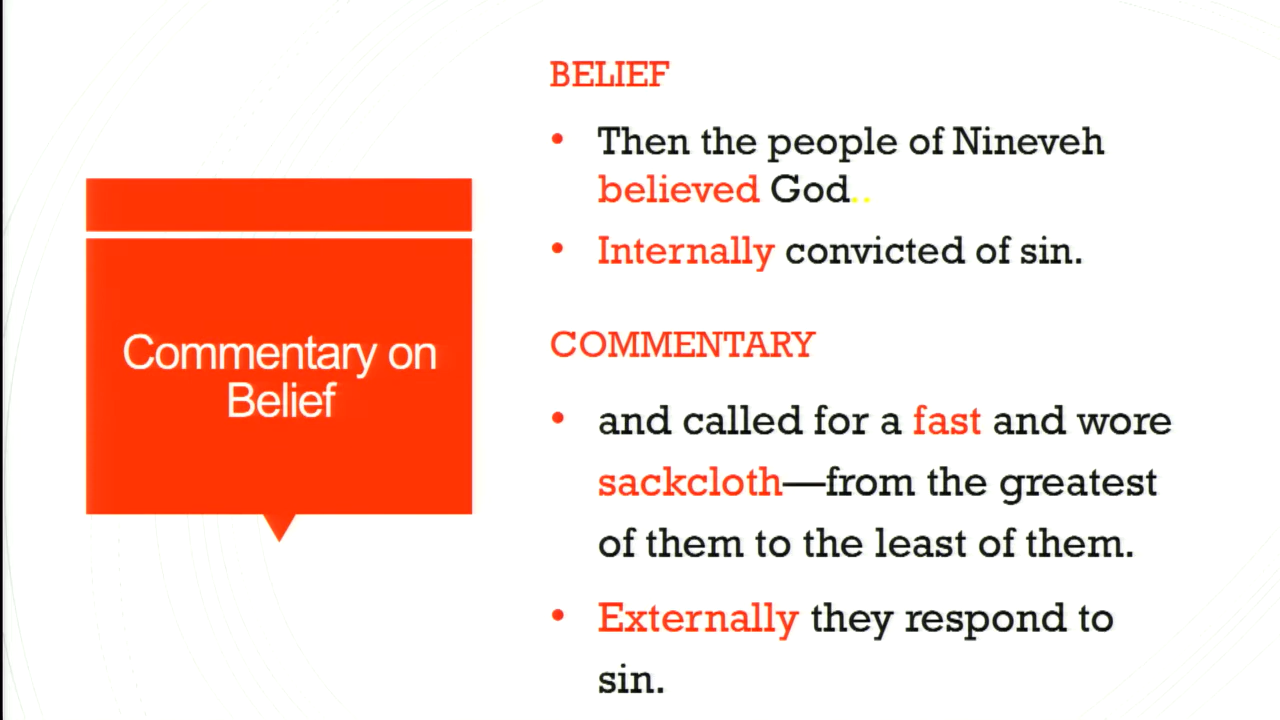 Commentary on
Belief
BELIEF
• Then the people of Nineveh
believed God..
• Internally convicted of sin.
COMMENTARY
• and called for a fast and wore
sackcloth—from the greatest
of them to the least of them.
• Externally they respond to
sin.